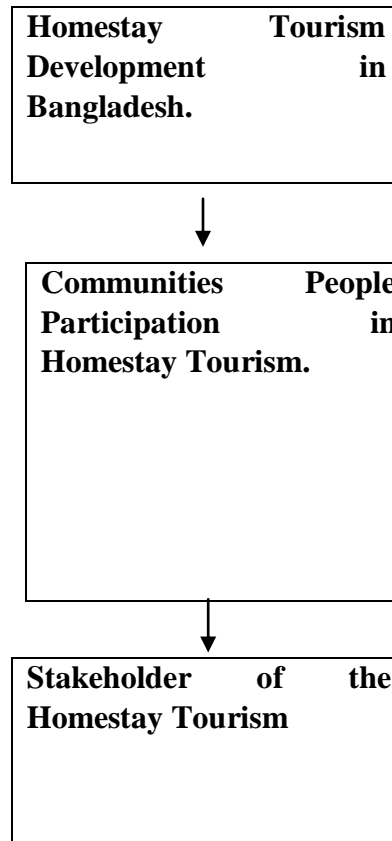 Homestay Tourism
Development in
Bangladesh.
Communities People
Participation in
Homestay Tourism.
Stakeholder of the
Homestay Tourism